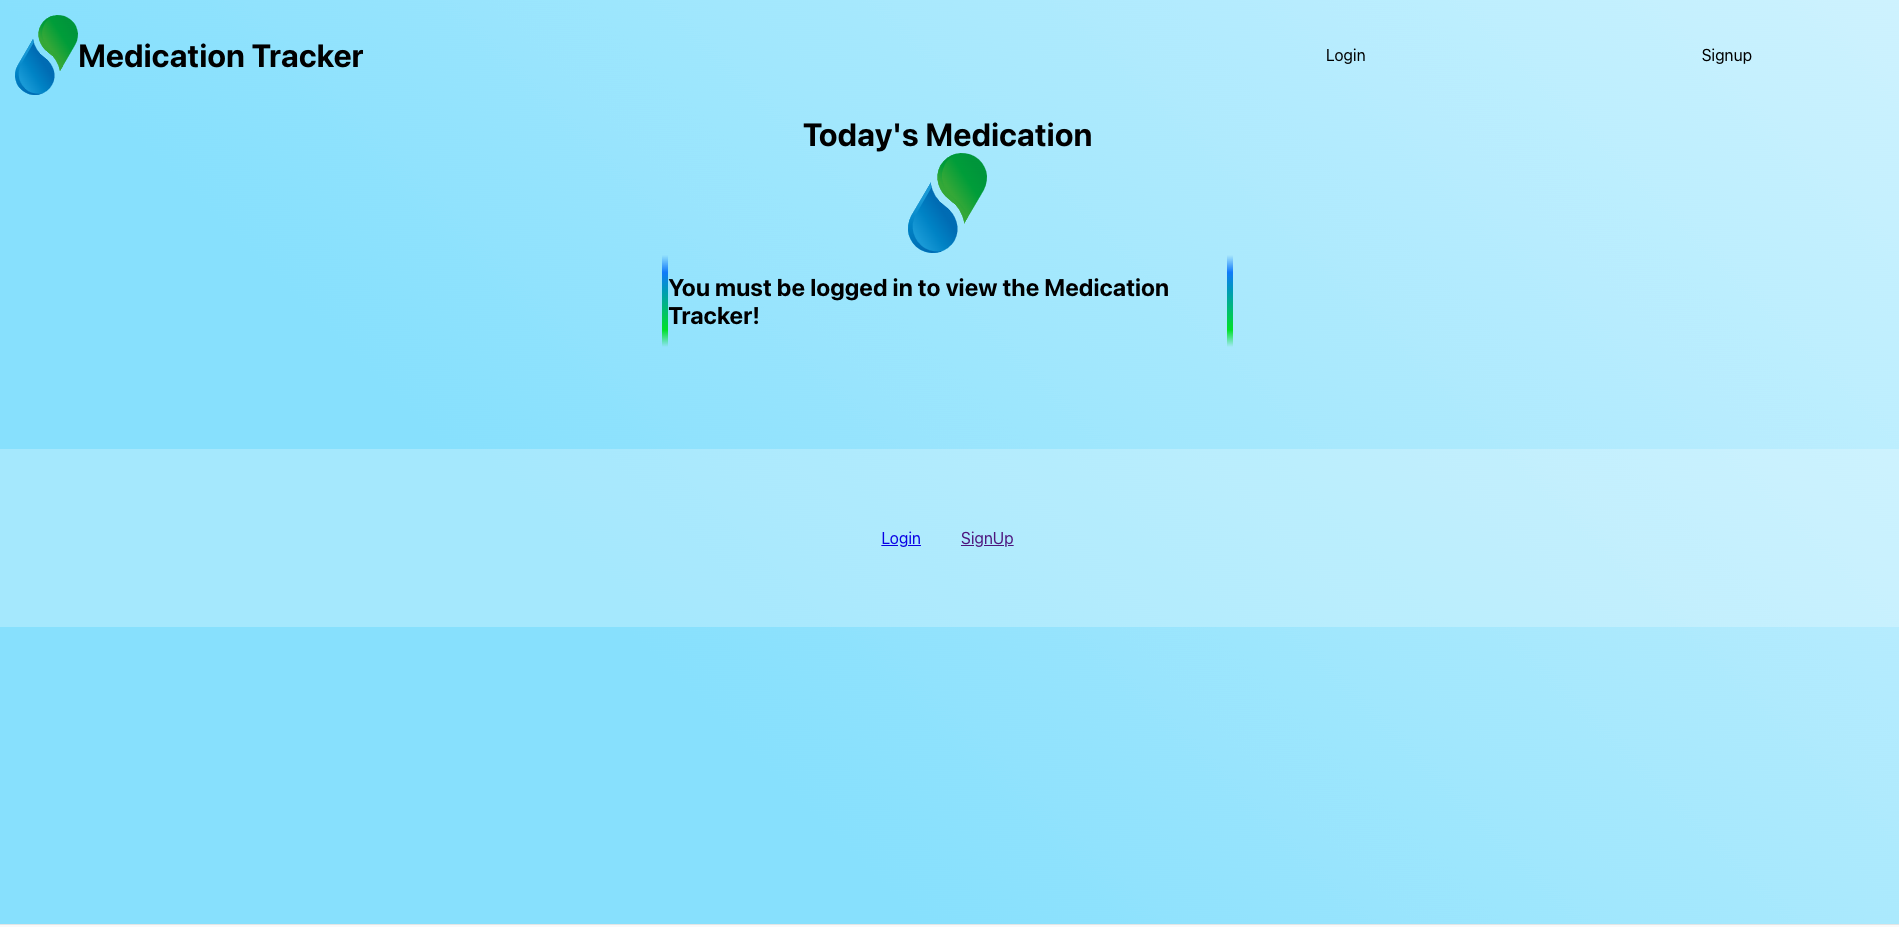 Medication Tracker
Login
Signup
Today's Medication
You must be logged in to view the Medication
Tracker!
Login
SignUp